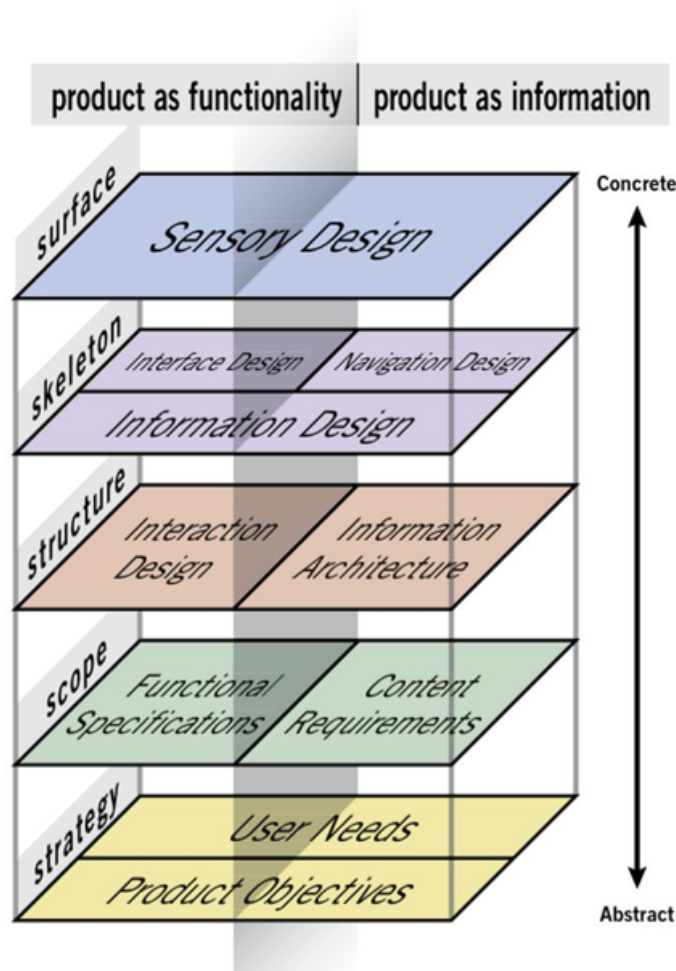 product as functionality
product as information
Concrete
surface
Sensory Design
skeleton
Interface Design
Navigation Design
Information Design
structure
Interaction
Design
Information
Architecture
scope
Functional
Specifications
Content
Requirements
strategy
User Needs
Product Objectives
Abstract